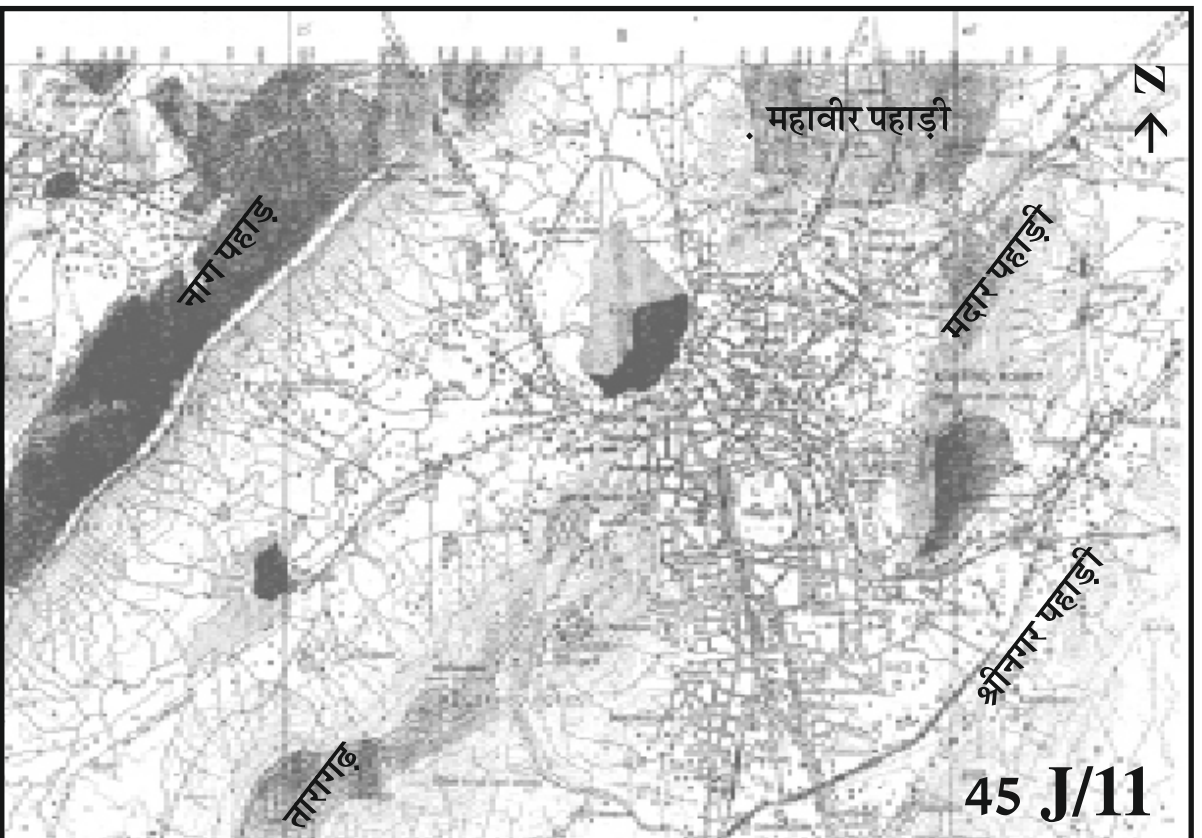 महावीर पहाड़ी
N
नाग पहाड़
मदार पहाड़ी
श्रीनगर पहाड़ी
तारागढ़
45 J/11